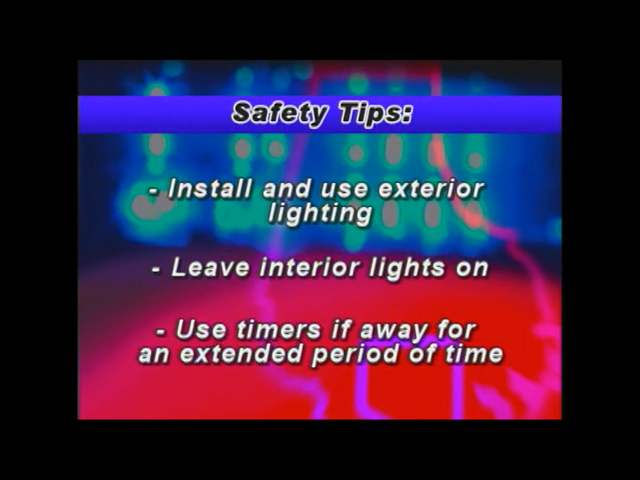 Safety Tips:
- Install and use exterior
lighting
- Leave interior lights on
- Use timers if away for
an extended period of time